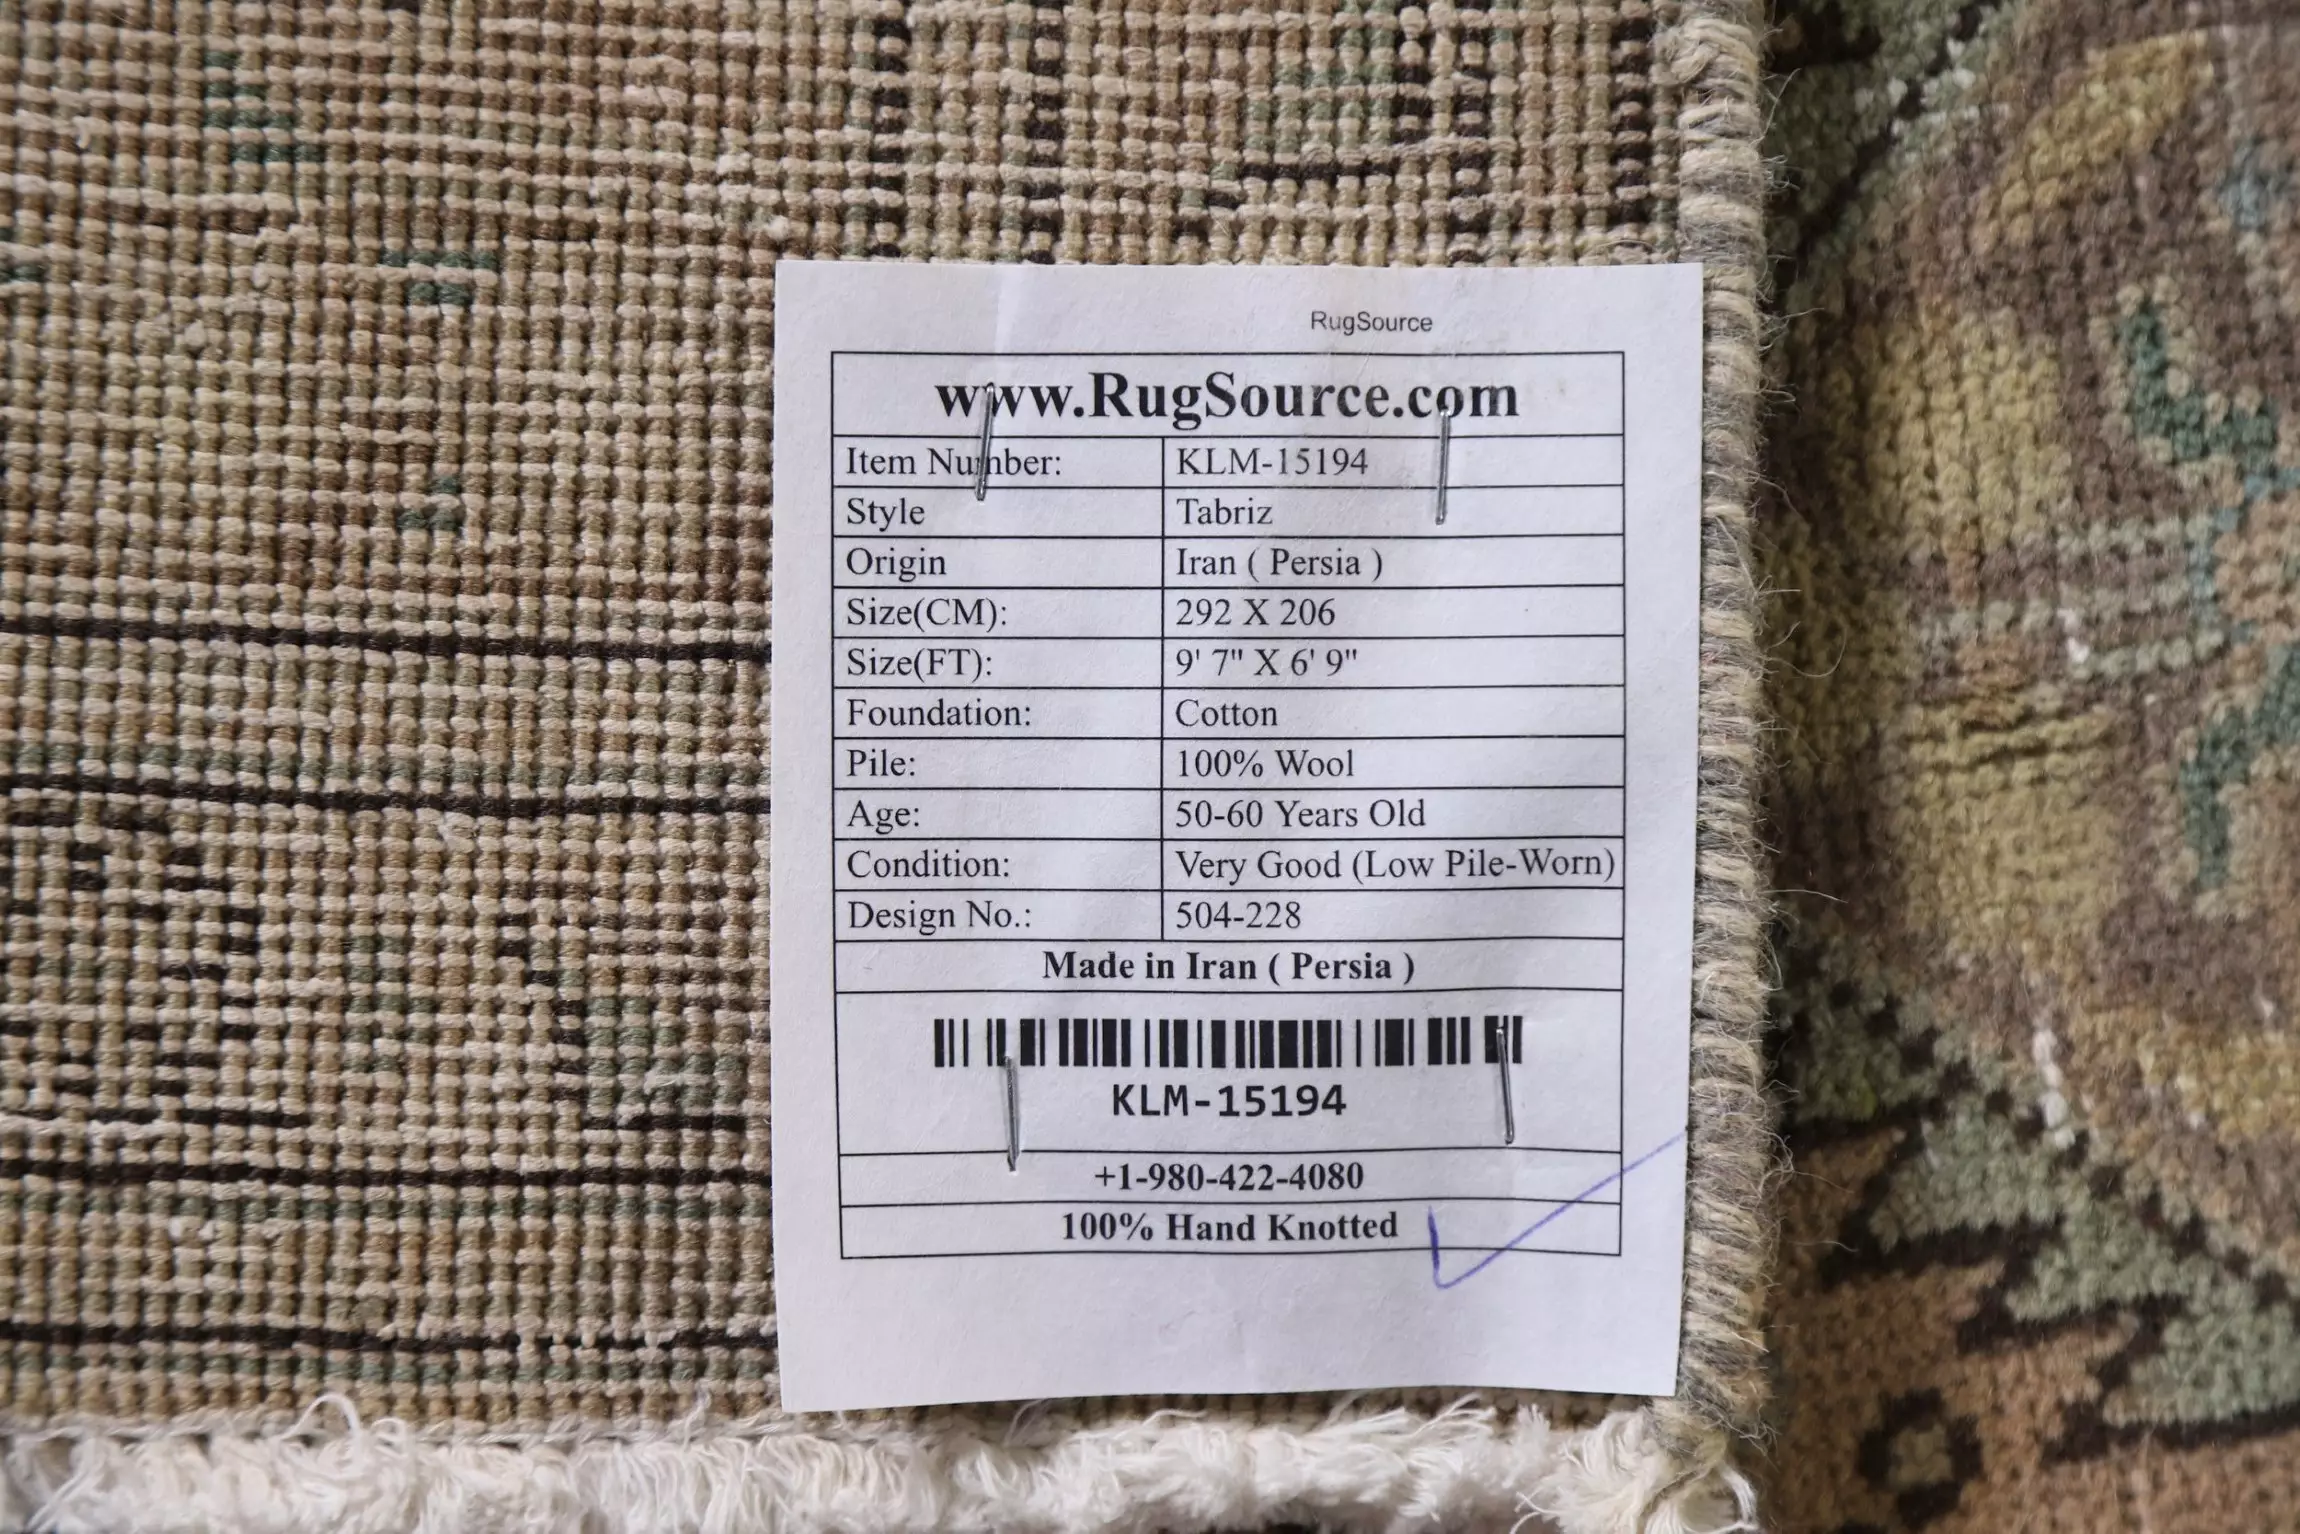 RugSource
www.RugSource.com
Item Number: KLM-15194
Style Tabriz
Origin Iran ( Persia )
Size(CM): 292 X 206
Size(FT): 9' 7" X 6' 9"
Foundation: Cotton
Pile: 100% Wool
Age: 50-60 Years Old
Condition: Very Good (Low Pile-Worn)
Design No.: 504-228
Made in Iran ( Persia )
KLM-15194
+1-980-422-4080
100% Hand Knotted